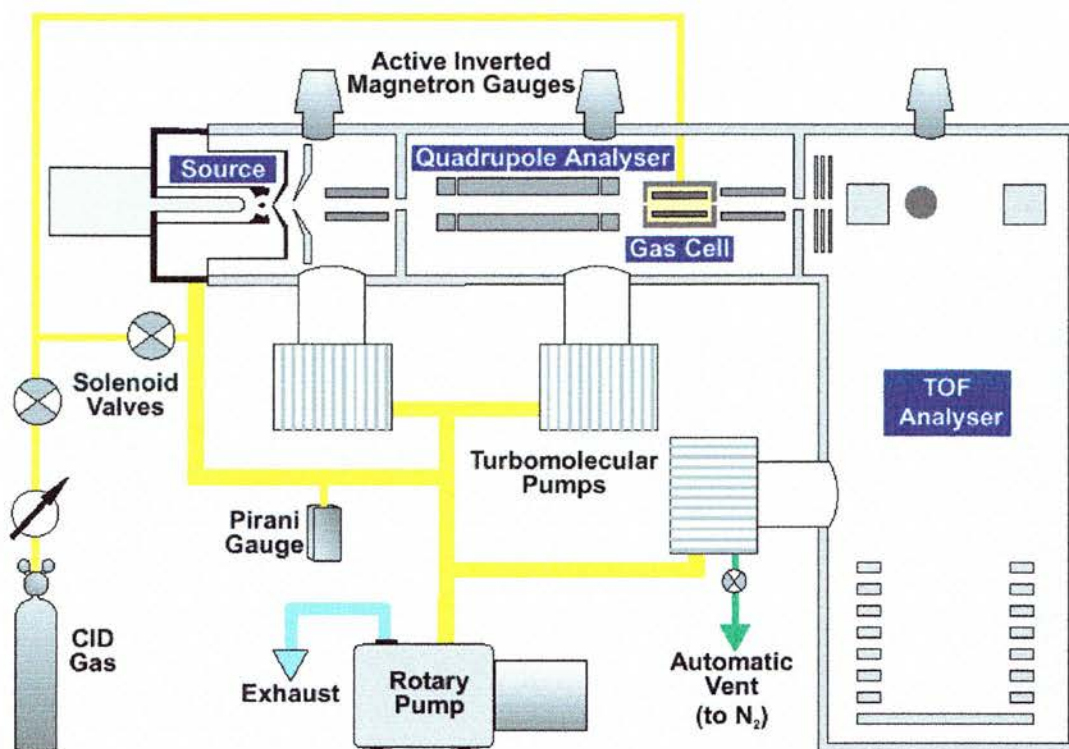 Active Inverted
Magnetron Gauges
Source
Quadrupole Analyser
Gas Cell
Solenoid
Valves
TOF
Analyser
Turbomolecular
Pumps
Pirani
Gauge
CID
Gas
Exhaust
Rotary
Pump
Automatic
Vent
(to N₂)